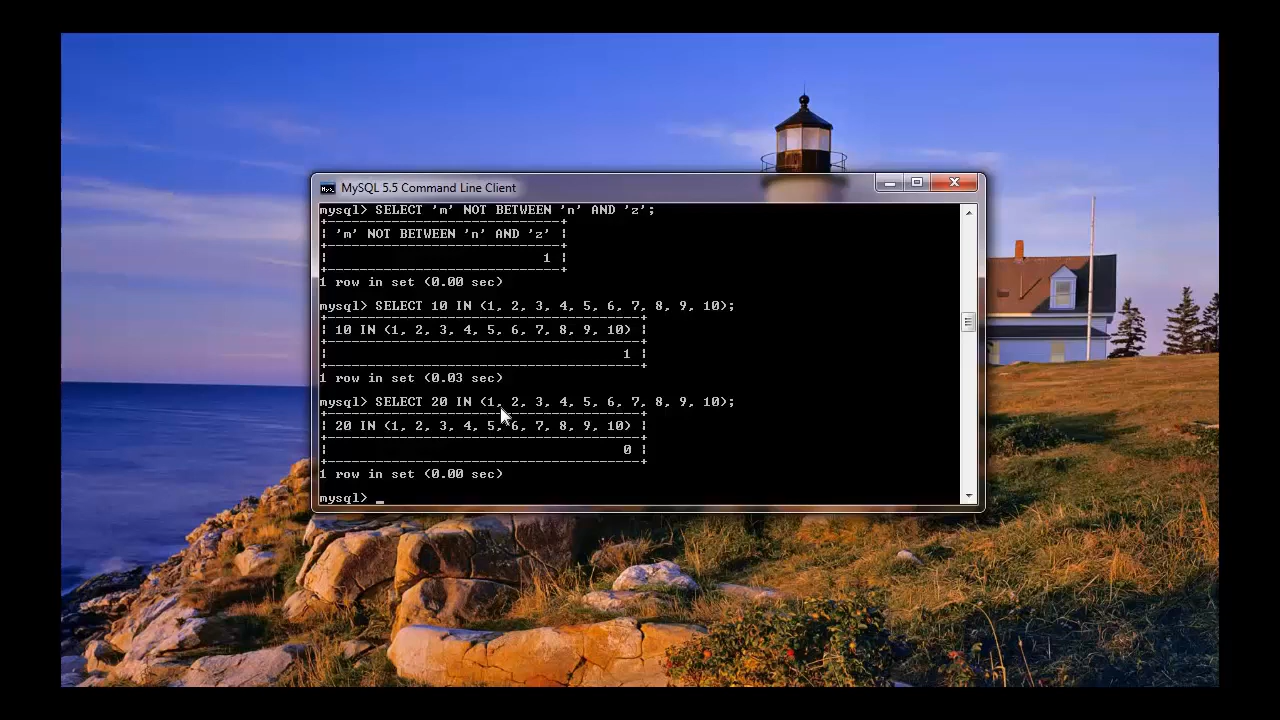 MySQL 5.5 Command Line Client
mysql> SELECT 'm' NOT BETWEEN 'n' AND 'z';
+----------------------------+
| 'm' NOT BETWEEN 'n' AND 'z' |
+----------------------------+
| 1 |
+----------------------------+
1 row in set (0.00 sec)
mysql> SELECT 10 IN (1, 2, 3, 4, 5, 6, 7, 8, 9, 10);
+---------------------------------------+
| 10 IN (1, 2, 3, 4, 5, 6, 7, 8, 9, 10) |
+---------------------------------------+
| 1 |
+---------------------------------------+
1 row in set (0.03 sec)
mysql> SELECT 20 IN (1, 2, 3, 4, 5, 6, 7, 8, 9, 10);
+---------------------------------------+
| 20 IN (1, 2, 3, 4, 5, 6, 7, 8, 9, 10) |
+---------------------------------------+
| 0 |
+---------------------------------------+
1 row in set (0.00 sec)
mysql> _